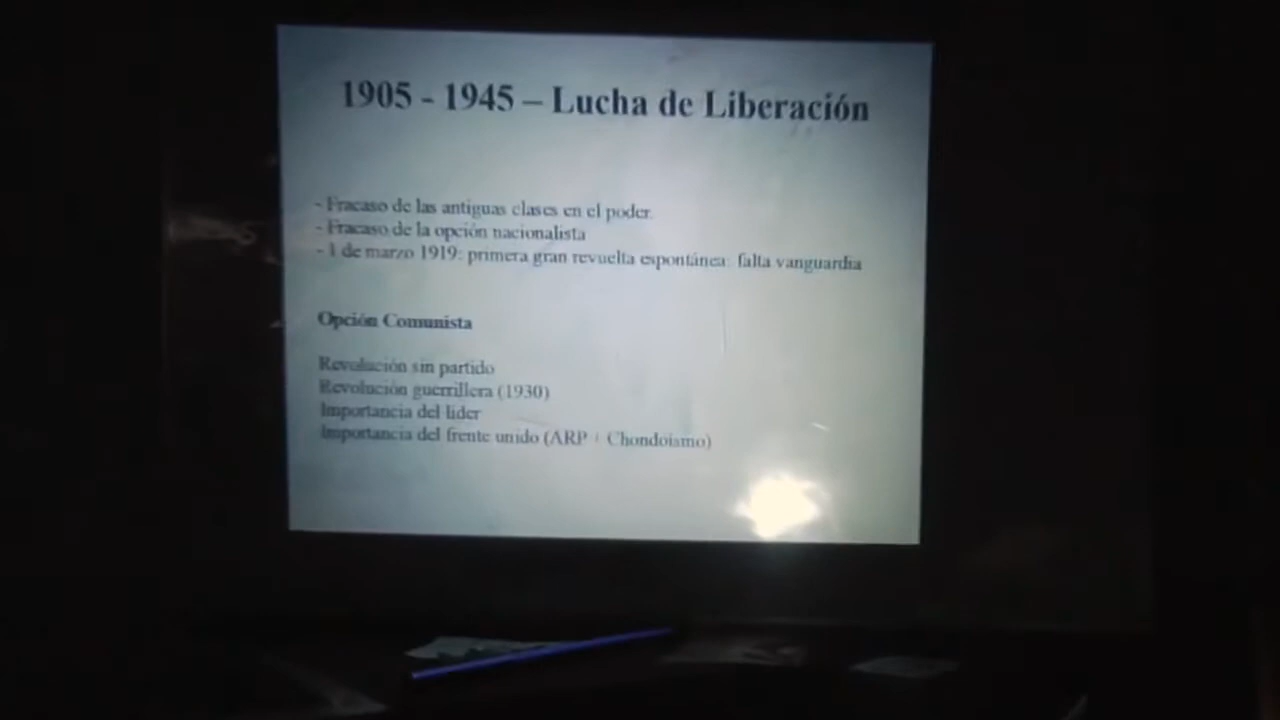 1905 - 1945 – Lucha de Liberación
- Fracaso de las antiguas clases en el poder.
- Fracaso de la opción nacionalista
- 1 de marzo 1919: primera gran revuelta espontánea: falta vanguardia
Opción Comunista
Revolución sin partido
Revolución guerrillera (1930)
Importancia del líder
Importancia del frente unido (ARP + Chondoismo)